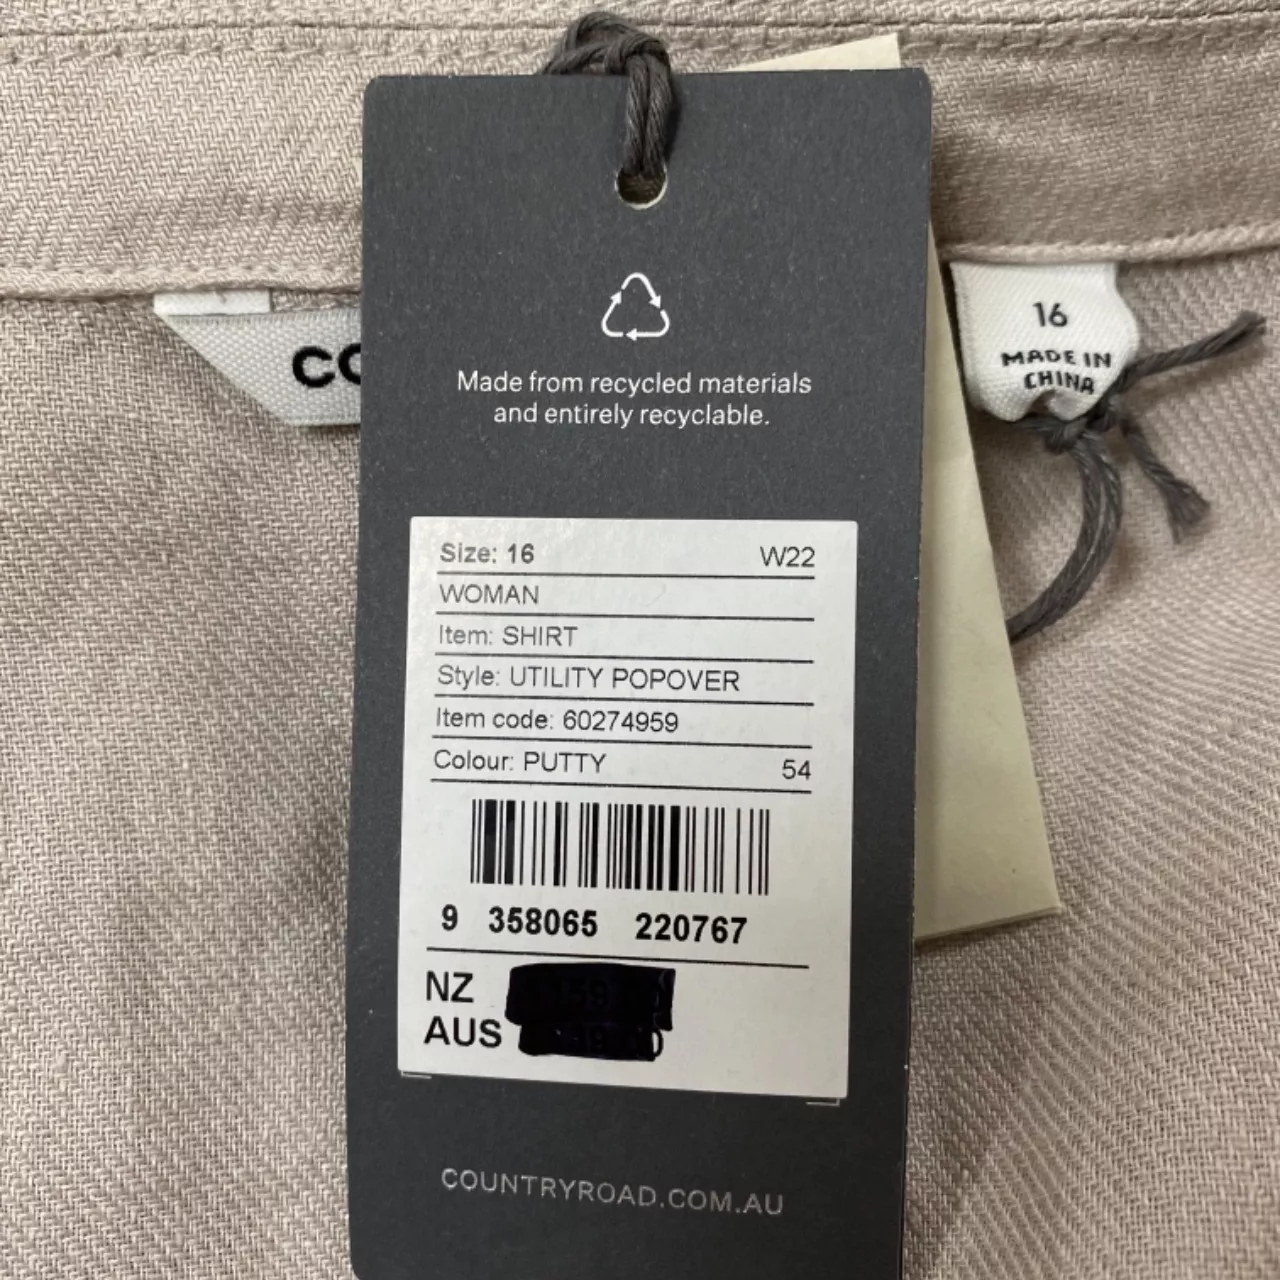 CO
16
MADE IN
CHINA
Made from recycled materials
and entirely recyclable.
Size: 16 W22
WOMAN
Item: SHIRT
Style: UTILITY POPOVER
Item code: 60274959
Colour: PUTTY 54
9 358065 220767
NZ
AUS
COUNTRYROAD.COM.AU